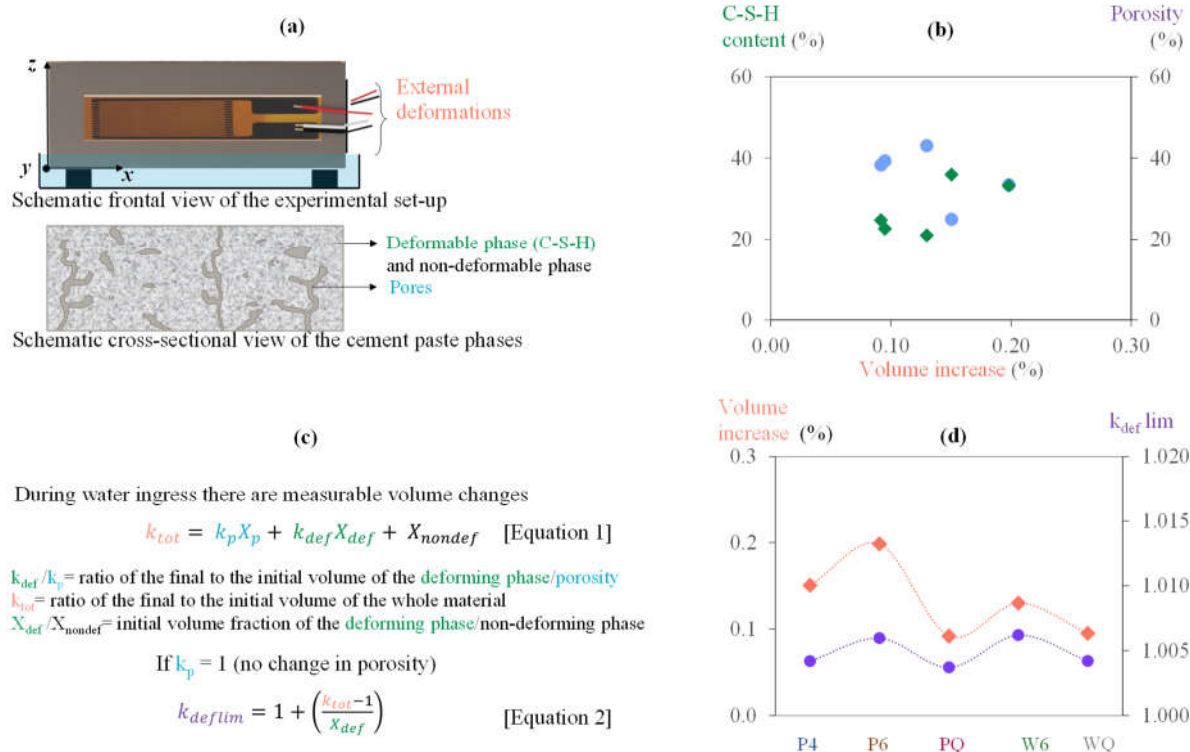 (a)
z
y
x
External
deformations
Schematic frontal view of the experimental set-up
Deformable phase (C-S-H)
and non-deformable phase
Pores
Schematic cross-sectional view of the cement paste phases
C-S-H
content (%)
(b)
Porosity
(%)
60
40
20
0
60
40
20
0
0.00
0.10
0.20
0.30
Volume increase (%)
(c)
During water ingress there are measurable volume changes
k_tot = k_p X_p + k_def X_def + X_nondef [Equation 1]
k_def /k_p= ratio of the final to the initial volume of the deforming phase/porosity
k_tot= ratio of the final to the initial volume of the whole material
X_def /X_nondef= initial volume fraction of the deforming phase/non-deforming phase
If k_p = 1 (no change in porosity)
k_deflim = 1 + (k_tot−1 / X_def) [Equation 2]
Volume
increase (%)
(d)
k_def lim
0.3
0.2
0.1
0.0
1.020
1.015
1.010
1.005
1.000
P4
P6
PQ
W6
WQ